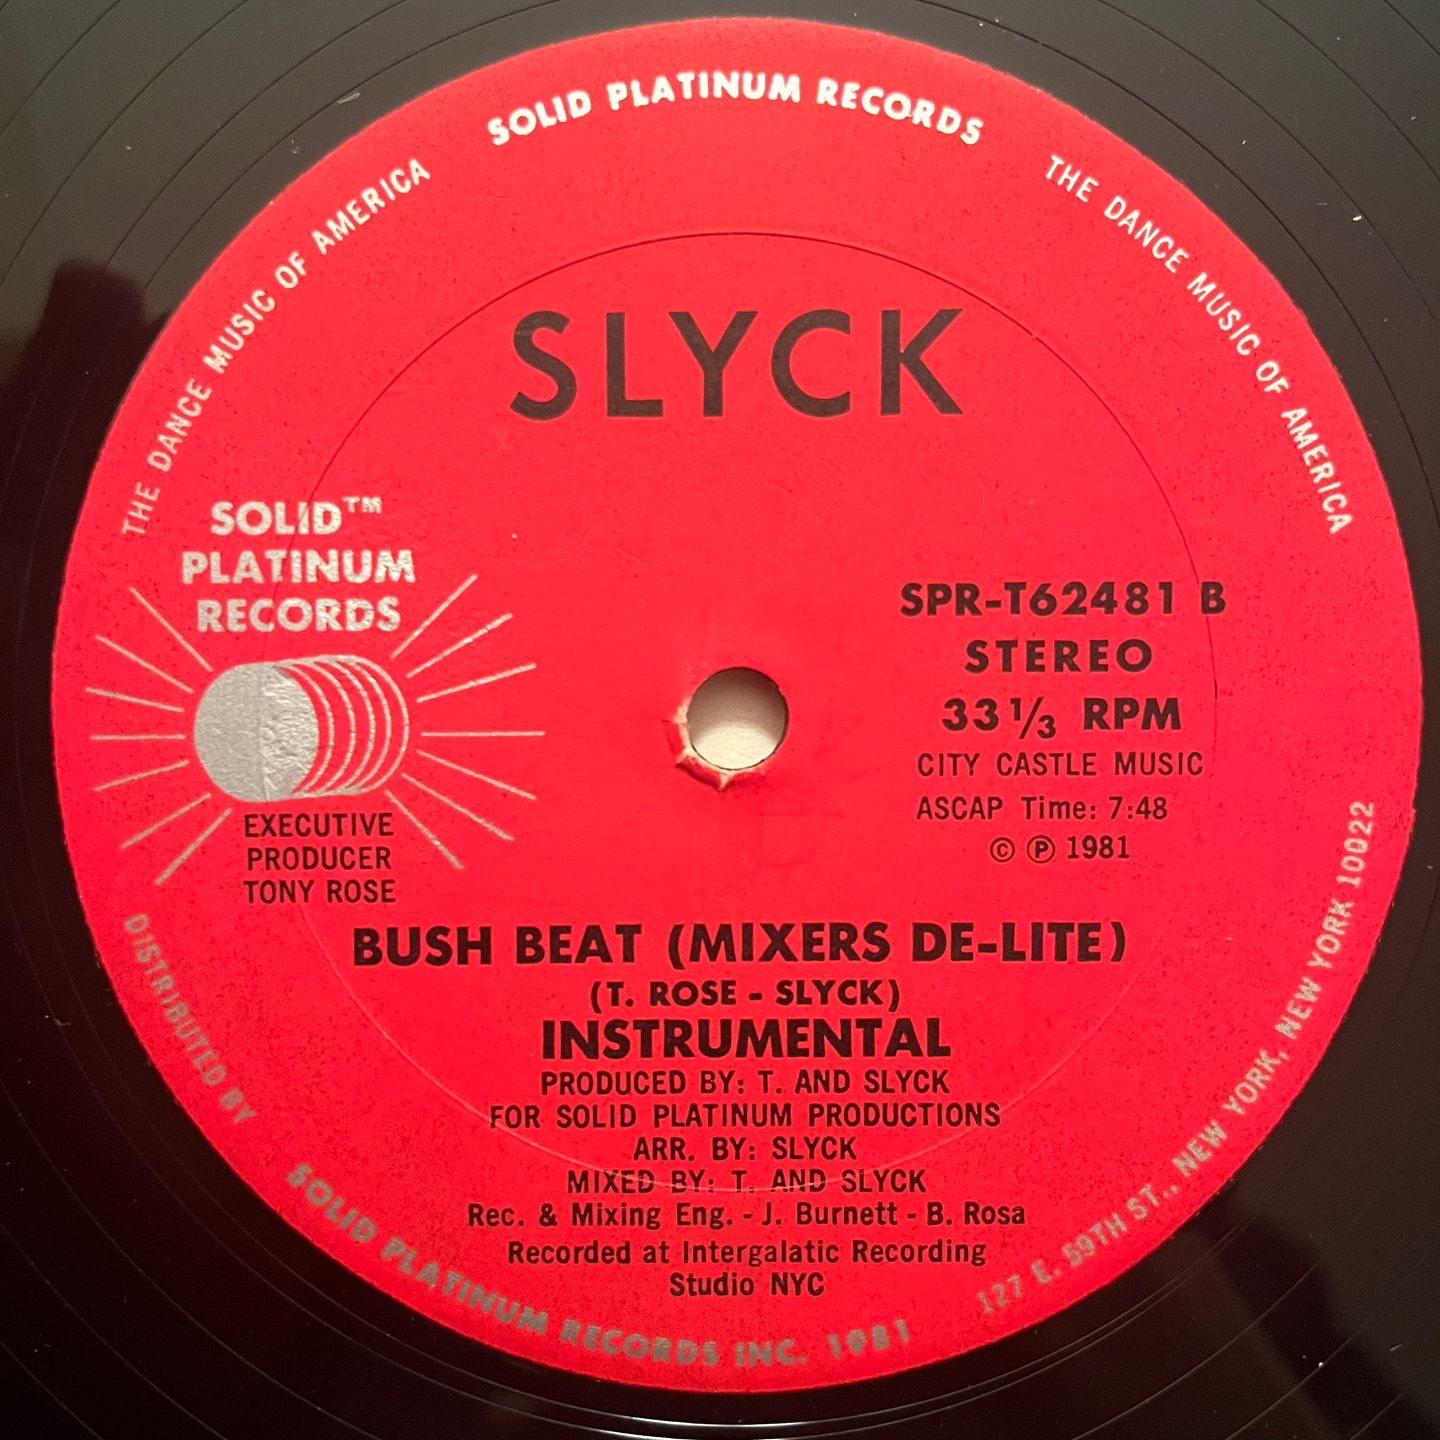 SOLID PLATINUM RECORDS
THE DANCE MUSIC OF AMERICA
THE DANCE MUSIC OF AMERICA
SLYCK
SOLID™
PLATINUM
RECORDS
EXECUTIVE
PRODUCER
TONY ROSE
SPR-T62481 B
STEREO
33 1/3 RPM
CITY CASTLE MUSIC
ASCAP Time: 7:48
© ℗ 1981
BUSH BEAT (MIXERS DE-LITE)
(T. ROSE - SLYCK)
INSTRUMENTAL
PRODUCED BY: T. AND SLYCK
FOR SOLID PLATINUM PRODUCTIONS
ARR. BY: SLYCK
MIXED BY: T. AND SLYCK
Rec. & Mixing Eng. - J. Burnett - B. Rosa
Recorded at Intergalatic Recording
Studio NYC
DISTRIBUTED BY SOLID PLATINUM RECORDS INC. 1981 127 E. 59TH ST., NEW YORK, NEW YORK 10022